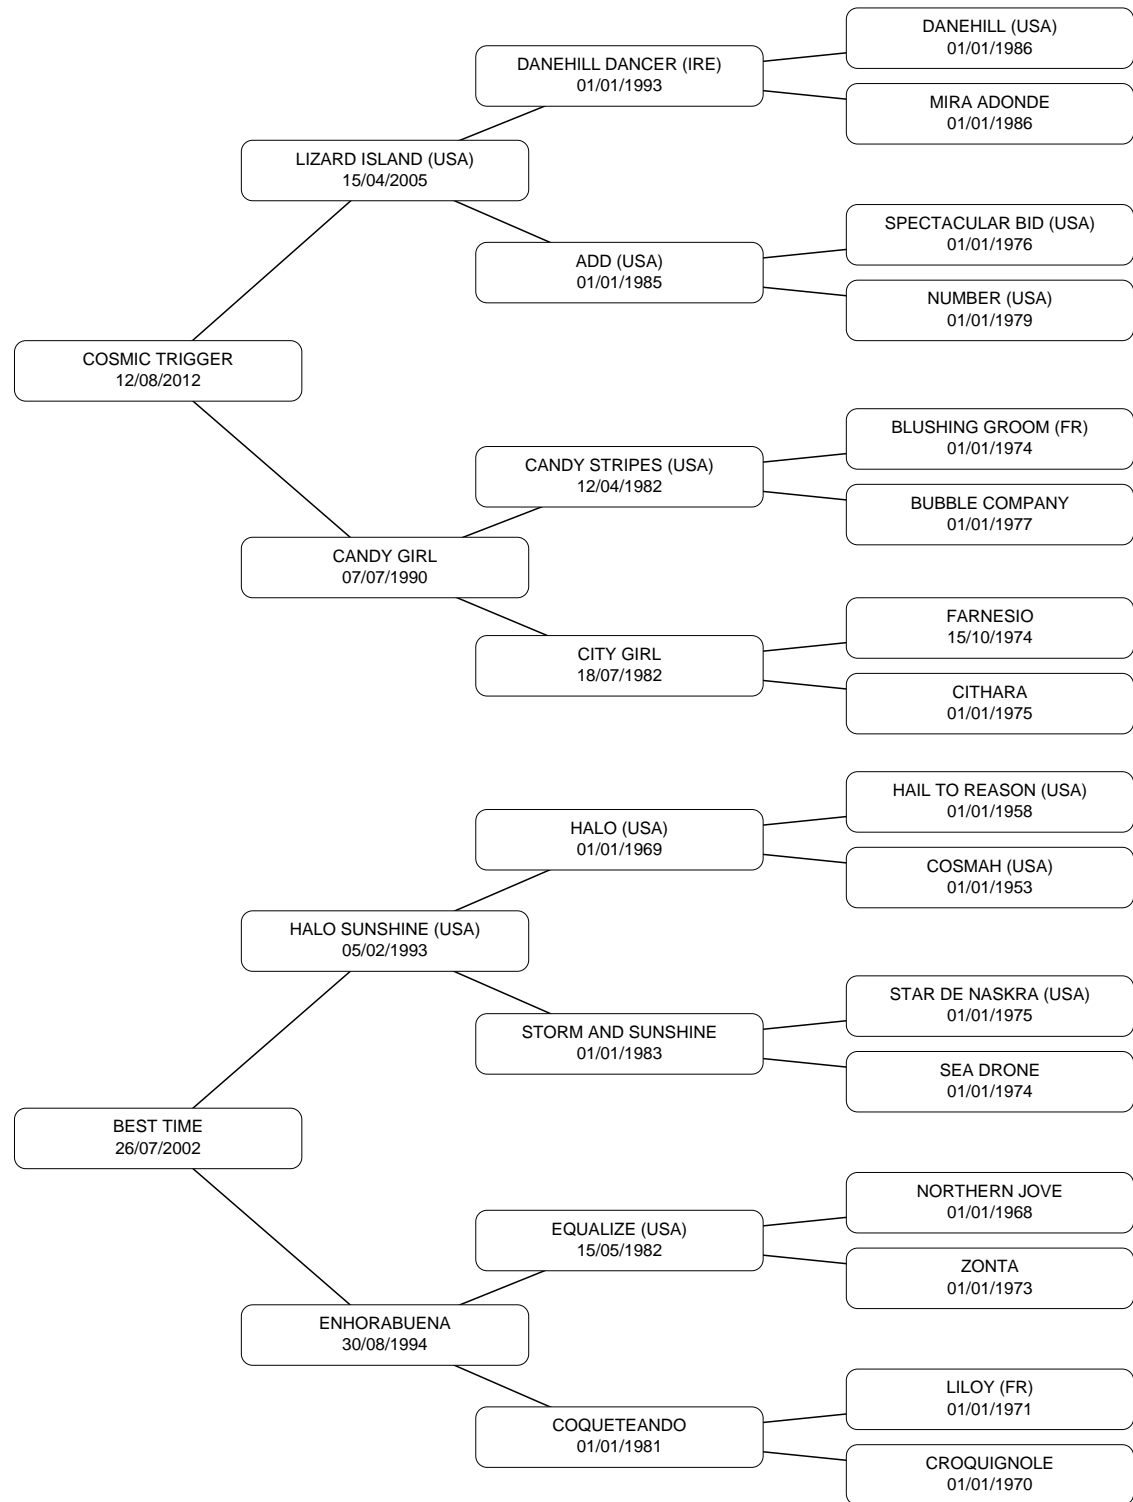 DANEHILL (USA)
01/01/1986
DANEHILL DANCER (IRE)
01/01/1993
MIRA ADONDE
01/01/1986
LIZARD ISLAND (USA)
15/04/2005
SPECTACULAR BID (USA)
01/01/1976
ADD (USA)
01/01/1985
NUMBER (USA)
01/01/1979
COSMIC TRIGGER
12/08/2012
BLUSHING GROOM (FR)
01/01/1974
CANDY STRIPES (USA)
12/04/1982
BUBBLE COMPANY
01/01/1977
CANDY GIRL
07/07/1990
FARNESIO
15/10/1974
CITY GIRL
18/07/1982
CITHARA
01/01/1975
HAIL TO REASON (USA)
01/01/1958
HALO (USA)
01/01/1969
COSMAH (USA)
01/01/1953
HALO SUNSHINE (USA)
05/02/1993
STAR DE NASKRA (USA)
01/01/1975
STORM AND SUNSHINE
01/01/1983
SEA DRONE
01/01/1974
BEST TIME
26/07/2002
NORTHERN JOVE
01/01/1968
EQUALIZE (USA)
15/05/1982
ZONTA
01/01/1973
ENHORABUENA
30/08/1994
LILOY (FR)
01/01/1971
COQUETEANDO
01/01/1981
CROQUIGNOLE
01/01/1970